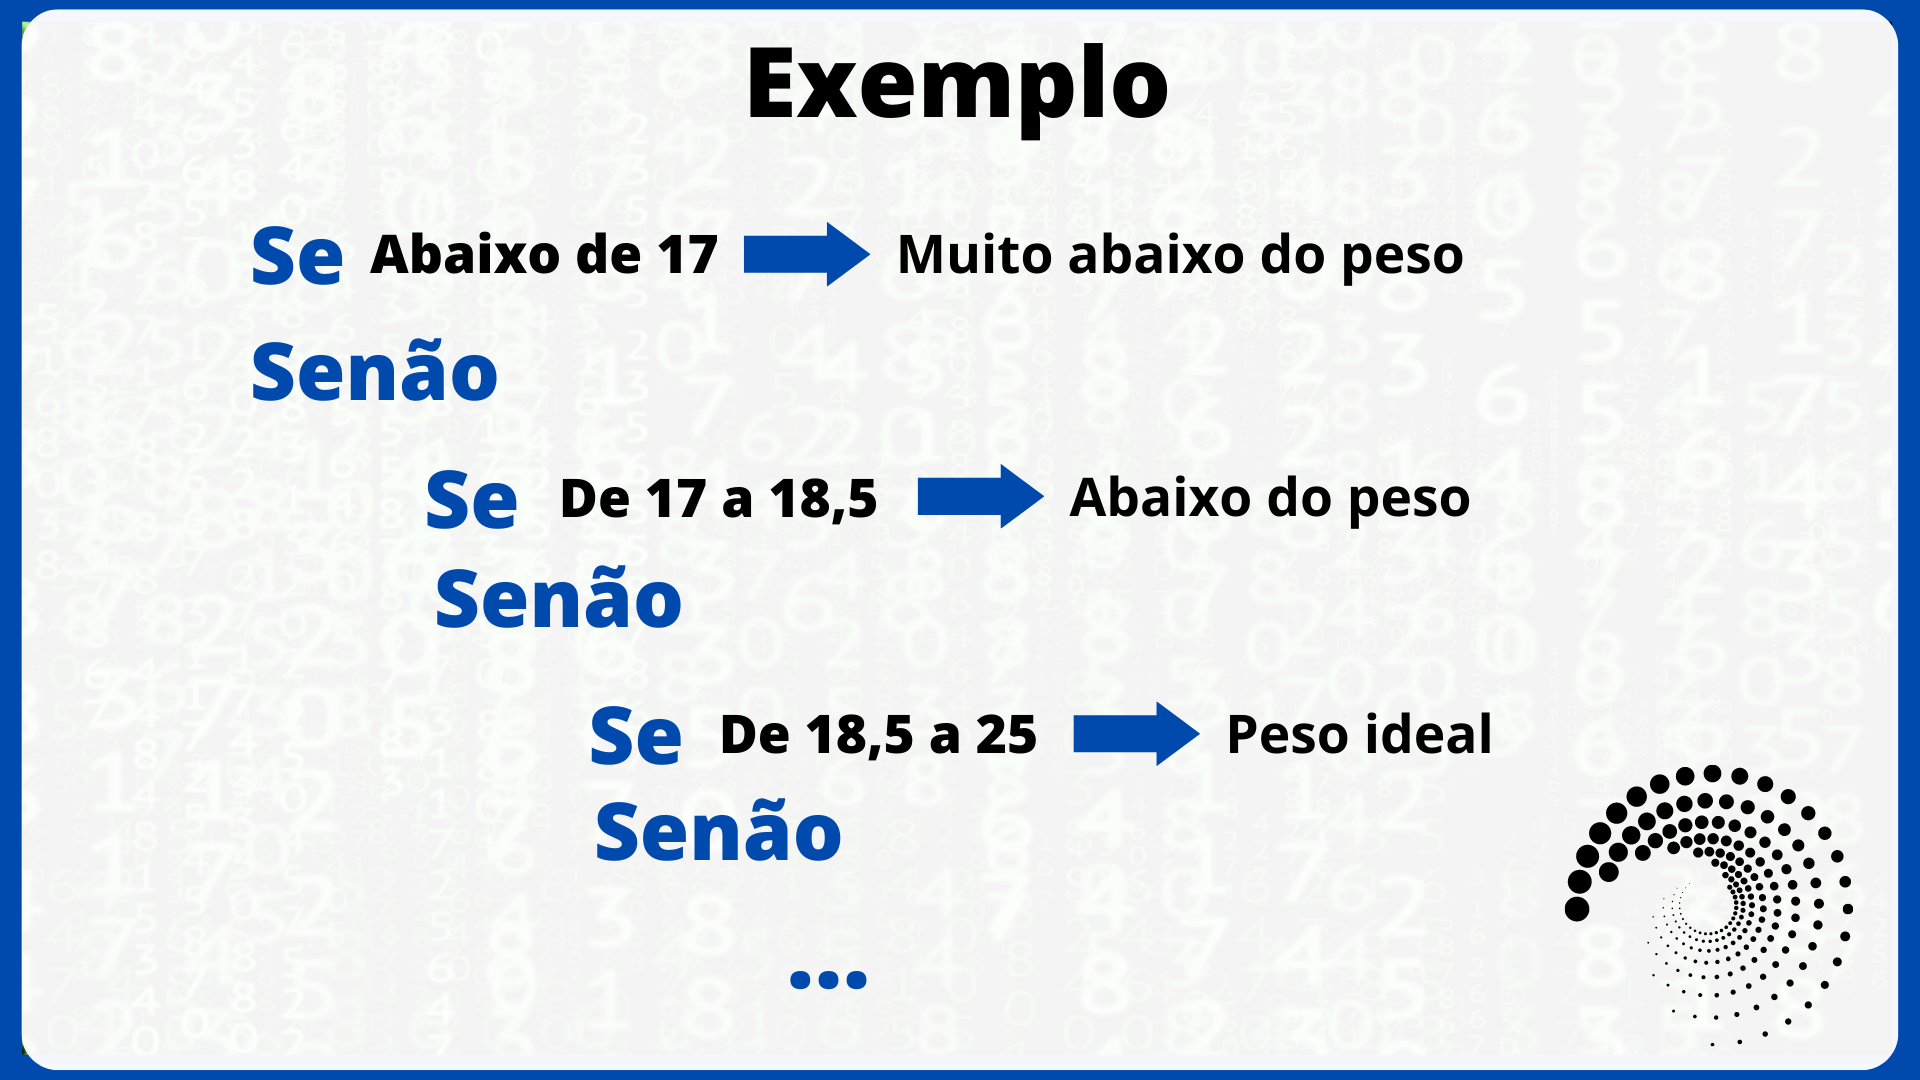 Exemplo
Se Abaixo de 17 Muito abaixo do peso
Senão
Se De 17 a 18,5 Abaixo do peso
Senão
Se De 18,5 a 25 Peso ideal
Senão
...